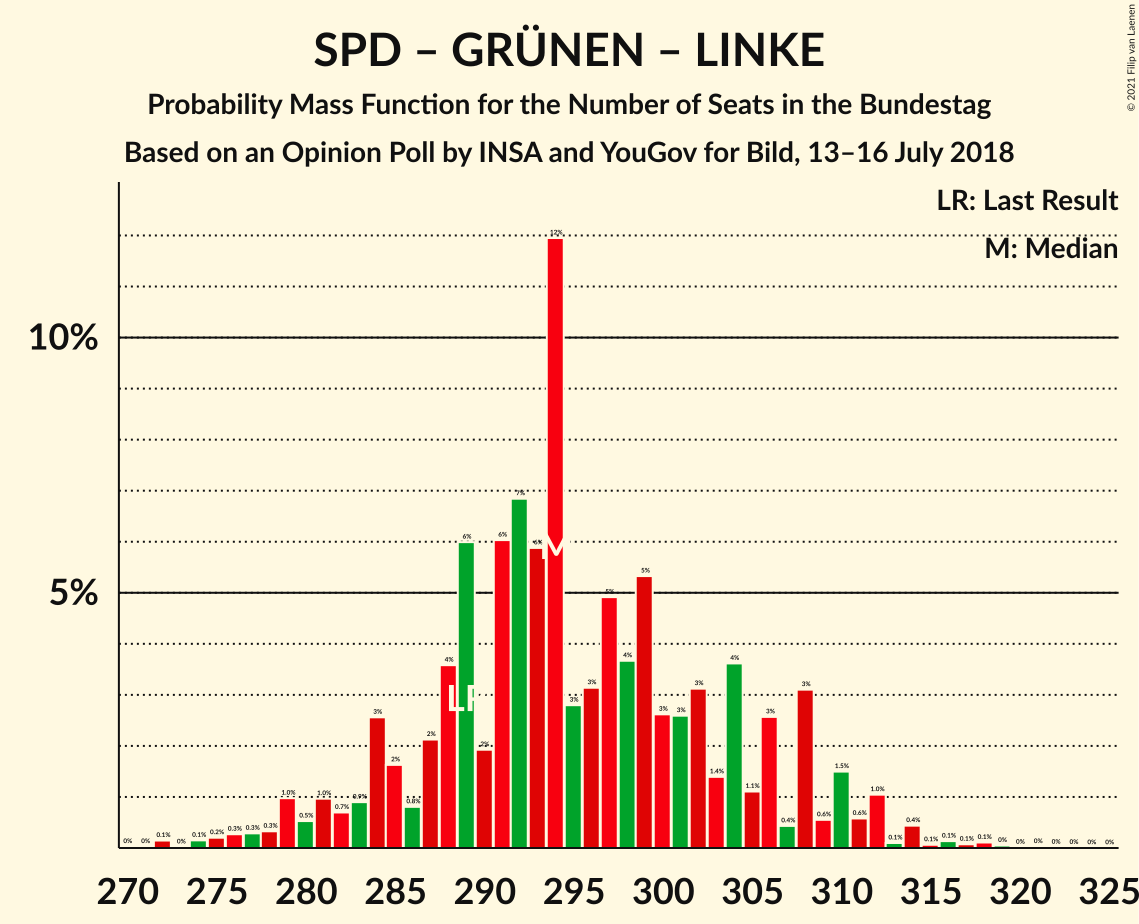 SPD – GRÜNEN – LINKE
Probability Mass Function for the Number of Seats in the Bundestag
Based on an Opinion Poll by INSA and YouGov for Bild, 13–16 July 2018
© 2021 Filip van Laenen
LR: Last Result
M: Median
10%
5%
0% 0% 0.1% 0% 0.1% 0.2% 0.3% 0.3% 0.3% 1.0% 0.5% 1.0% 0.7% 0.9% 3% 2% 0.8% 2% 4% 6% 2% 6% 7% 6% 12% 3% 3% 5% 4% 5% 3% 3% 3% 1.4% 4% 1.1% 3% 0.4% 3% 0.6% 1.5% 0.6% 1.0% 0.1% 0.4% 0.1% 0.1% 0.1% 0.1% 0% 0% 0% 0% 0% 0% 0%
LR
M
270 275 280 285 290 295 300 305 310 315 320 325